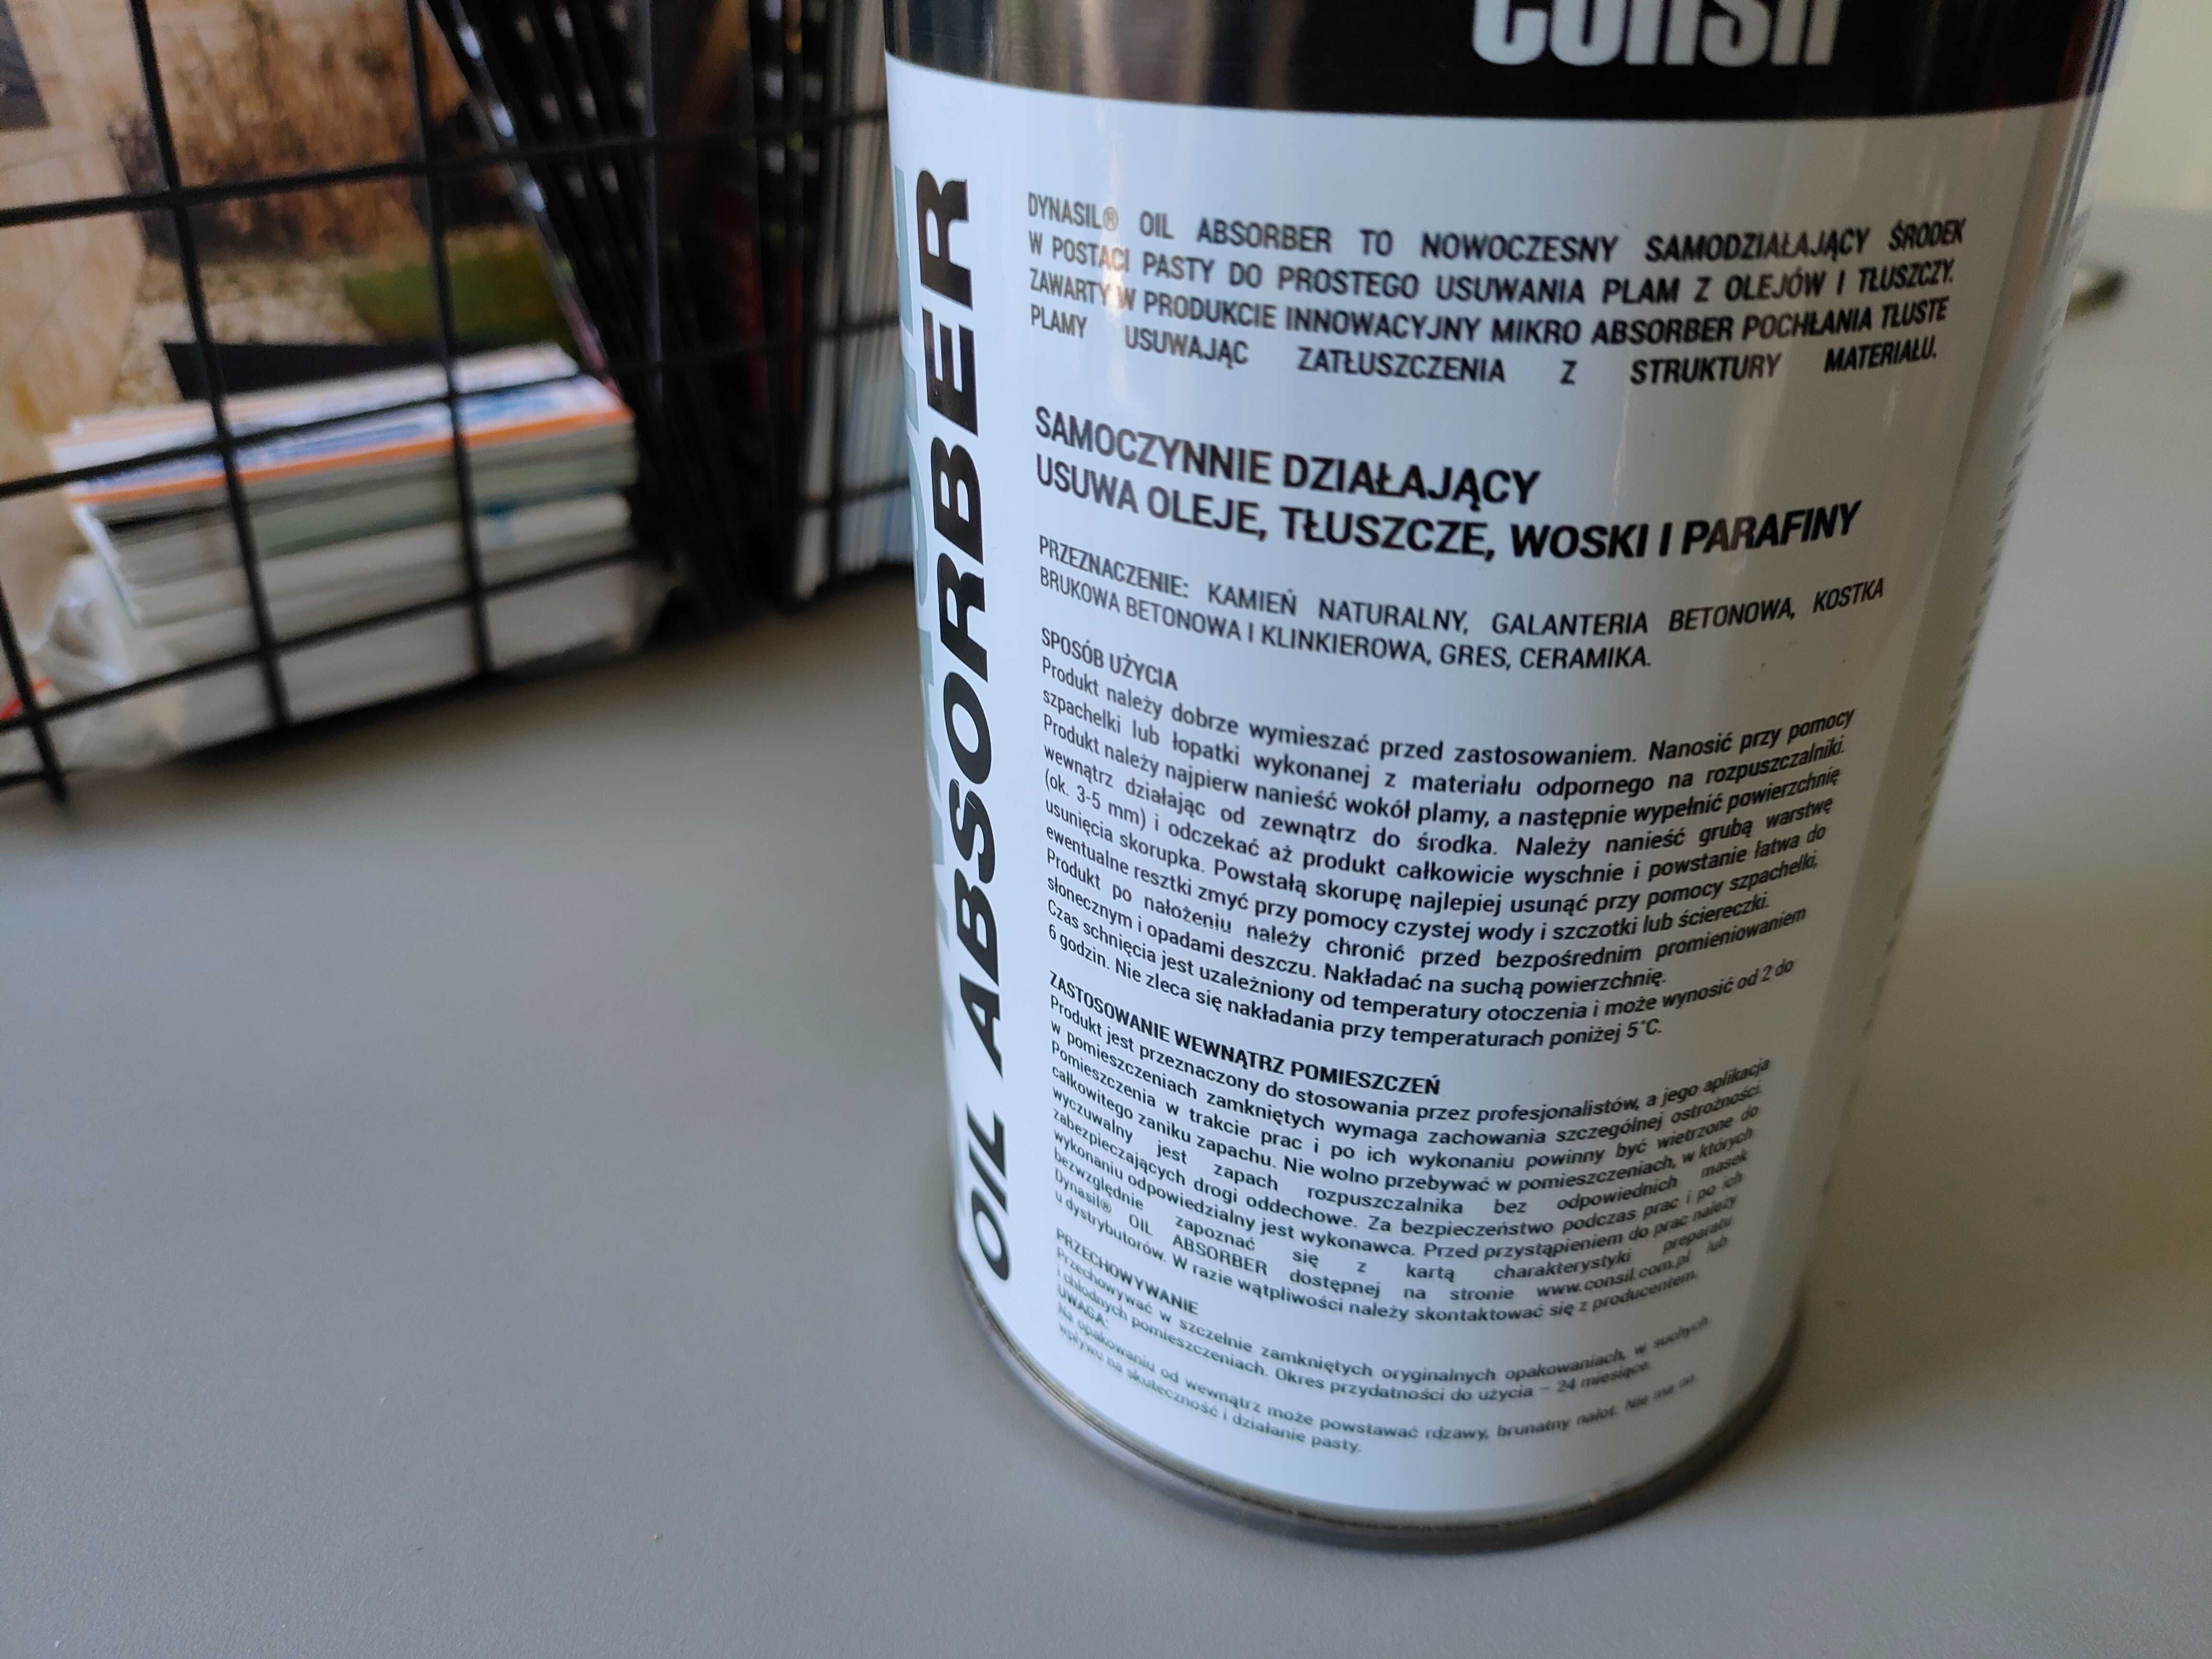 consil
OIL ABSORBER
DYNASIL® OIL ABSORBER TO NOWOCZESNY SAMODZIAŁAJĄCY ŚRODEK
W POSTACI PASTY DO PROSTEGO USUWANIA PLAM Z OLEJÓW I TŁUSZCZY.
ZAWARTY W PRODUKCIE INNOWACYJNY MIKRO ABSORBER POCHŁANIA TŁUSTE
PLAMY USUWAJĄC ZATŁUSZCZENIA Z STRUKTURY MATERIAŁU.
SAMOCZYNNIE DZIAŁAJĄCY
USUWA OLEJE, TŁUSZCZE, WOSKI I PARAFINY
PRZEZNACZENIE: KAMIEŃ NATURALNY, GALANTERIA BETONOWA, KOSTKA
BRUKOWA BETONOWA I KLINKIEROWA, GRES, CERAMIKA.
SPOSÓB UŻYCIA
Produkt należy dobrze wymieszać przed zastosowaniem. Nanosić przy pomocy
szpachelki lub łopatki wykonanej z materiału odpornego na rozpuszczalniki.
Produkt należy najpierw nanieść wokół plamy, a następnie wypełnić powierzchnię
wewnątrz działając od zewnątrz do środka. Należy nanieść grubą warstwę
(ok. 3-5 mm) i odczekać aż produkt całkowicie wyschnie i powstanie łatwa do
usunięcia skorupka. Powstałą skorupę najlepiej usunąć przy pomocy szpachelki,
ewentualne resztki zmyć przy pomocy czystej wody i szczotki lub ściereczki.
Produkt po nałożeniu należy chronić przed bezpośrednim promieniowaniem
słonecznym i opadami deszczu. Nakładać na suchą powierzchnię.
Czas schnięcia jest uzależniony od temperatury otoczenia i może wynosić od 2 do
6 godzin. Nie zleca się nakładania przy temperaturach poniżej 5°C.
ZASTOSOWANIE WEWNĄTRZ POMIESZCZEŃ
Produkt jest przeznaczony do stosowania przez profesjonalistów, a jego aplikacja
w pomieszczeniach zamkniętych wymaga zachowania szczególnej ostrożności.
Pomieszczenia w trakcie prac i po ich wykonaniu powinny być wietrzone do
całkowitego zaniku zapachu. Nie wolno przebywać w pomieszczeniach, w których
wyczuwalny jest zapach rozpuszczalnika bez odpowiednich masek
zabezpieczających drogi oddechowe. Za bezpieczeństwo podczas prac i po ich
wykonaniu odpowiedzialny jest wykonawca. Przed przystąpieniem do prac należy
bezwzględnie zapoznać się z kartą charakterystyki preparatu
Dynasil® OIL ABSORBER dostępnej na stronie www.consil.com.pl lub
u dystrybutorów. W razie wątpliwości należy skontaktować się z producentem.
PRZECHOWYWANIE
Przechowywać w szczelnie zamkniętych oryginalnych opakowaniach, w suchych
i chłodnych pomieszczeniach. Okres przydatności do użycia – 24 miesiące.
UWAGA:
Na opakowaniu od wewnątrz może powstawać rdzawy, brunatny nalot. Nie ma on
wpływu na skuteczność i działanie pasty.